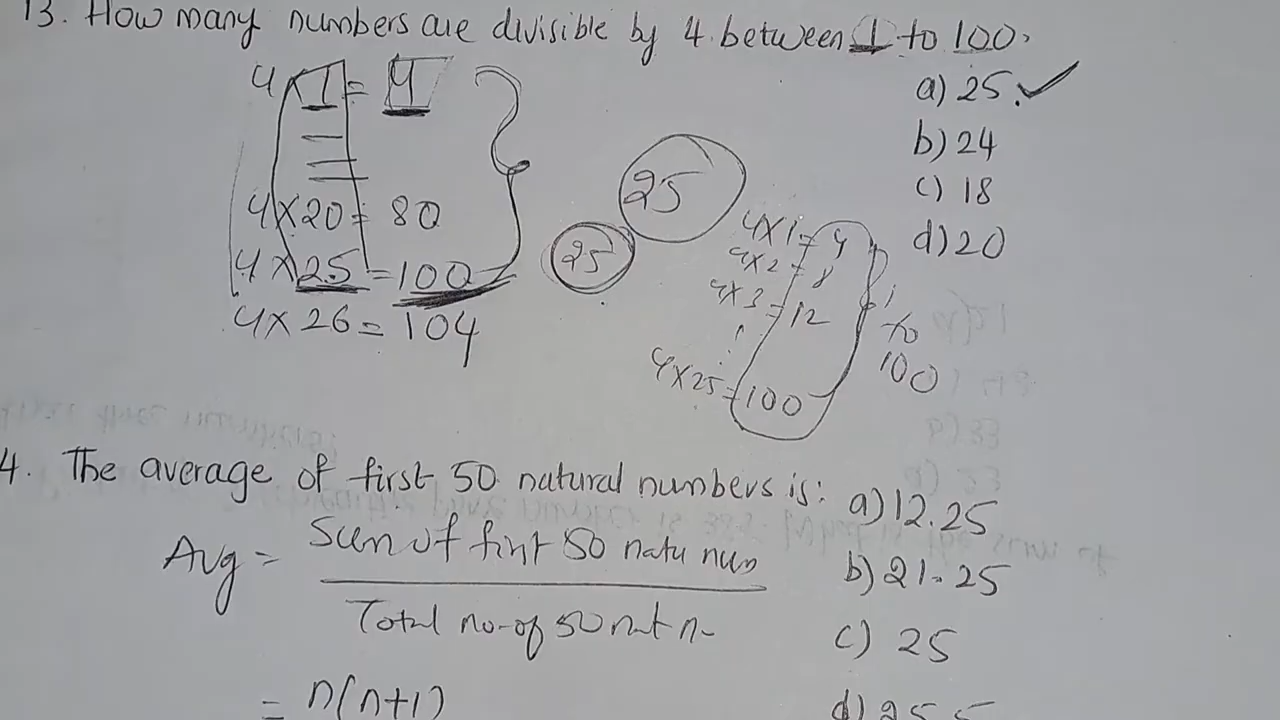 13. How many numbers are divisible by 4 between 1 to 100.
a) 25. ✓
b) 24
c) 18
d) 20
4 × 1 = 4
4 × 20 = 80
4 × 25 = 100
4 × 26 = 104
25
25
4×1 = 4
4×2 = 8
4×3 = 12
4×25 = 100
1
to
100
4. The average of first 50 natural numbers is:
a) 12.25
b) 21.25
c) 25
d) 25.5
Avg = Sum of first 50 natu num
Total no. of 50 nat n
= n(n+1)